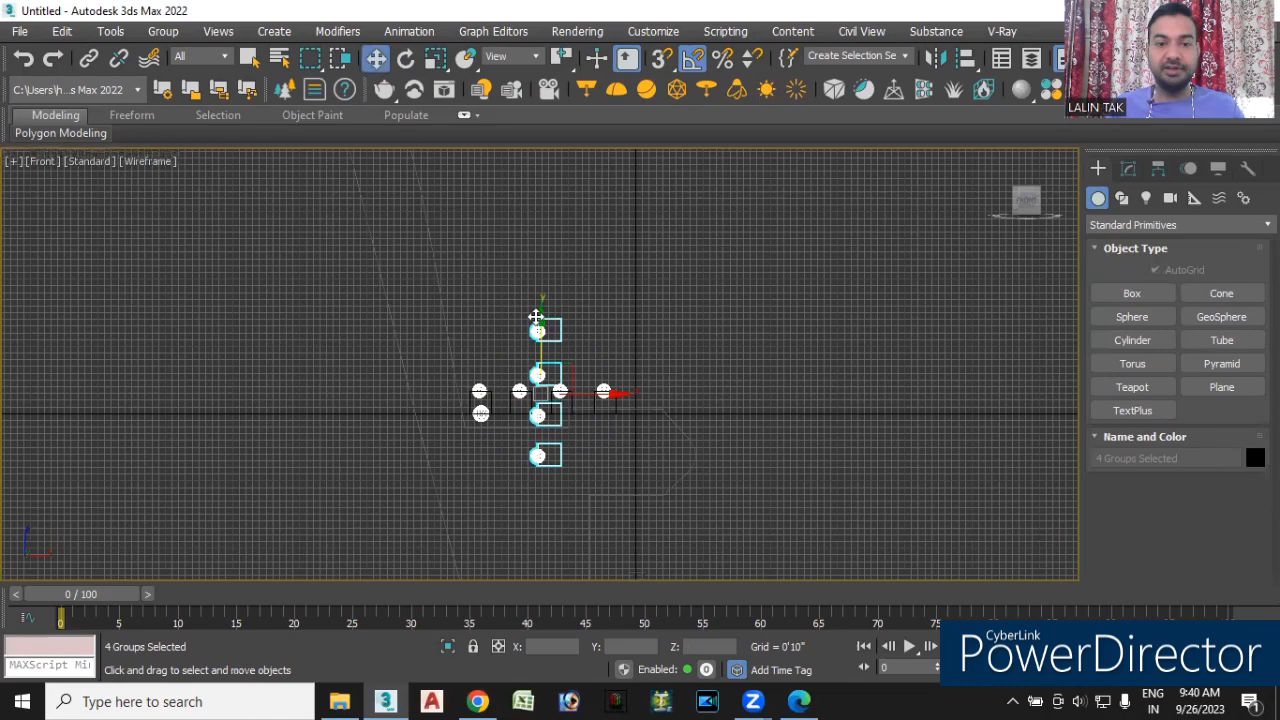 3 Untitled - Autodesk 3ds Max 2022
File Edit Tools Group Views Create Modifiers Animation Graph Editors Rendering Customize Scripting Content Civil View Substance V-Ray
All View Create Selection Se
C:\Users\h...s Max 2022
LALIN TAK
Modeling Freeform Selection Object Paint Populate
Polygon Modeling
[+] [Front] [Standard] [Wireframe]
FRONT
y
Standard Primitives
Object Type
AutoGrid
Box Cone
Sphere GeoSphere
Cylinder Tube
Torus Pyramid
Teapot Plane
TextPlus
Name and Color
4 Groups Selected
< 0 / 100 >
0 5 10 15 20 25 30 35 40 45 50 55 60 65 70 75
4 Groups Selected X: Y: Z: Grid = 0'10"
MAXScript Mi
Click and drag to select and move objects Enabled: 0 Add Time Tag 0
CyberLink
PowerDirector
Type here to search
ENG
IN
9:40 AM
9/26/2023
1